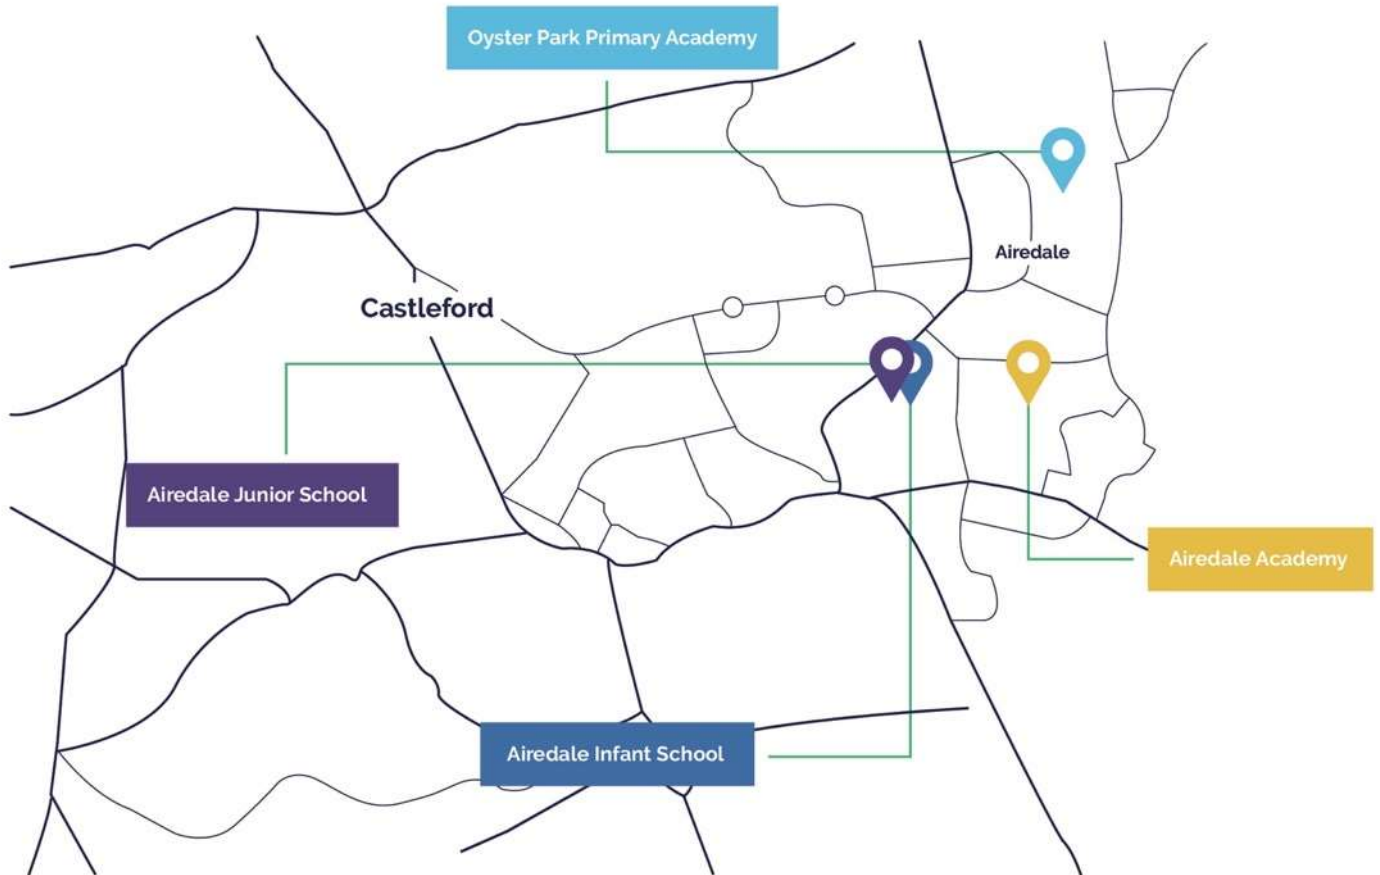 Oyster Park Primary Academy
Airedale
Castleford
Airedale Junior School
Airedale Academy
Airedale Infant School